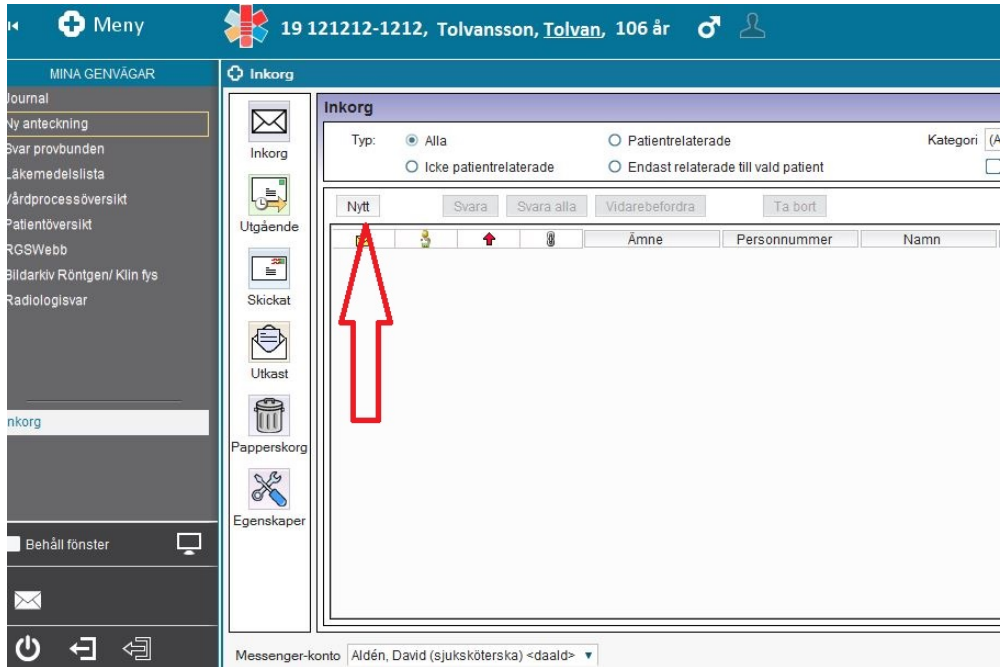 Meny
19 121212-1212, Tolvansson, Tolvan, 106 år
MINA GENVÄGAR
Journal
Ny anteckning
Svar provbunden
Läkemedelslista
Vårdprocessöversikt
Patientöversikt
RGSWebb
Bildarkiv Röntgen/ Klin fys
Radiologisvar
nkorg
Behåll fönster
Inkorg
Inkorg
Utgående
Skickat
Utkast
Papperskorg
Egenskaper
Inkorg
Typ: Alla Patientrelaterade Kategori (A
Icke patientrelaterade Endast relaterade till vald patient
Nytt Svara Svara alla Vidarebefordra Ta bort
Ämne Personnummer Namn
Messenger-konto Aldén, David (sjuksköterska) <daald>